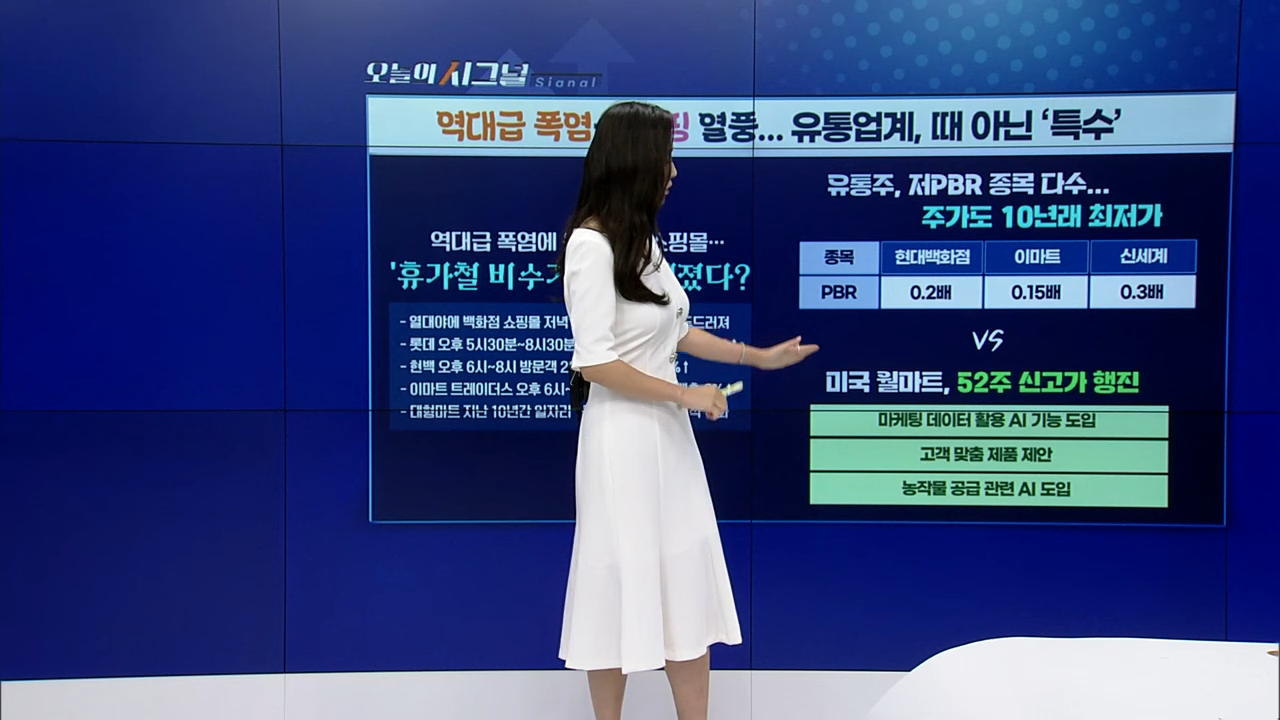 오늘의 시그널 Signal
역대급 폭염 열풍... 유통업계, 때 아닌 '특수'
역대급 폭염에 쇼핑몰…
'휴가철 비수기 졌다?
- 열대야에 백화점 쇼핑몰 저녁 두드러져
- 롯데 오후 5시30분~8시30분
- 현백 오후 6시~8시 방문객 %↑
- 이마트 트레이더스 오후 6시~
- 대형마트 지난 10년간 일자리
유통주, 저PBR 종목 다수...
주가도 10년래 최저가
종목 현대백화점 이마트 신세계
PBR 0.2배 0.15배 0.3배
VS
미국 월마트, 52주 신고가 행진
마케팅 데이터 활용 AI 기능 도입
고객 맞춤 제품 제안
농작물 공급 관련 AI 도입